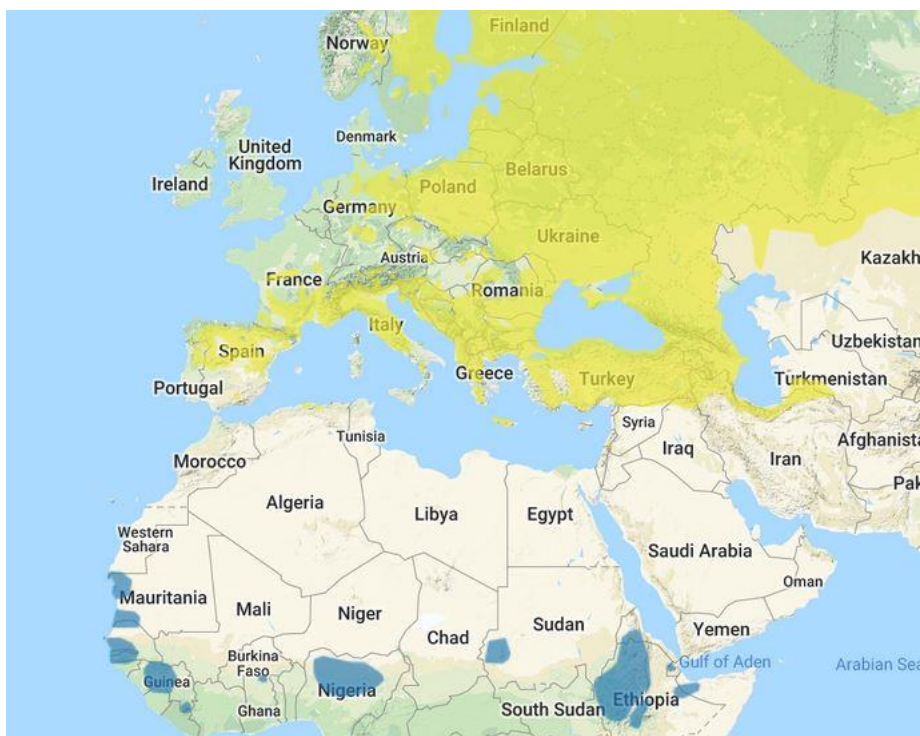 Finland
Norway
Denmark
United
Kingdom
Ireland
Belarus
Poland
Germany
Ukraine
Austria
Kazakh
France
Romania
Italy
Uzbekistan
Spain
Greece
Turkey
Turkmenistan
Portugal
Syria
Tunisia
Afghanista
Iraq
Iran
Morocco
Pak
Algeria
Libya
Egypt
Western
Sahara
Saudi Arabia
Oman
Mauritania
Mali
Niger
Sudan
Chad
Yemen
Burkina
Faso
Gulf of Aden
Arabian Sea
Guinea
Nigeria
Ethiopia
Ghana
South Sudan